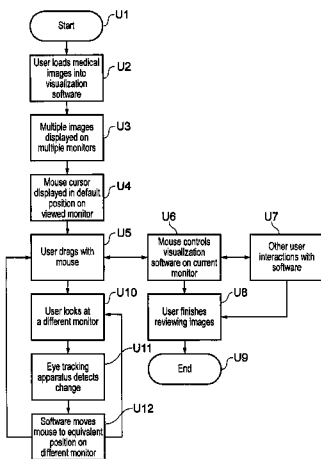 Start
U1
User loads medical
images into
visualization
software
U2
Multiple images
displayed on
multiple monitors
U3
Mouse cursor
displayed in default
position on
viewed monitor
U4
User drags with
mouse
U5
Mouse controls
visualization
software on current
monitor
U6
Other user
interactions with
software
U7
User finishes
reviewing images
U8
End
U9
User looks
at a different monitor
U10
Eye tracking
apparatus detects
change
U11
Software moves
mouse to equivalent
position on
different monitor
U12